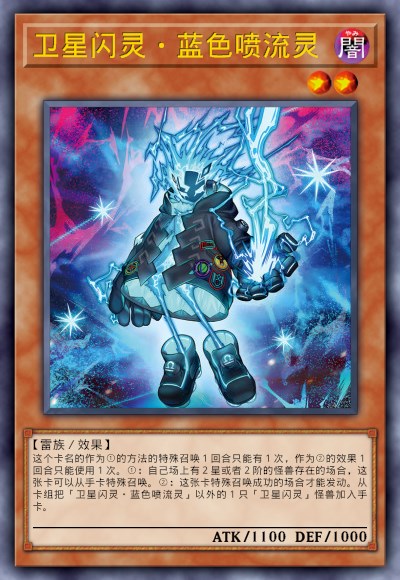 卫星闪灵·蓝色喷流灵
やみ
闇
【雷族／效果】
这个卡名的作为①的方法的特殊召唤１回合只能有１次，作为②的效果１
回合只能使用１次。①：自己场上有２星或者２阶的怪兽存在的场合，这
张卡可以从手卡特殊召唤。②：这张卡特殊召唤成功的场合才能发动。从
卡组把「卫星闪灵·蓝色喷流灵」以外的１只「卫星闪灵」怪兽加入手
卡。
ATK/1100 DEF/1000